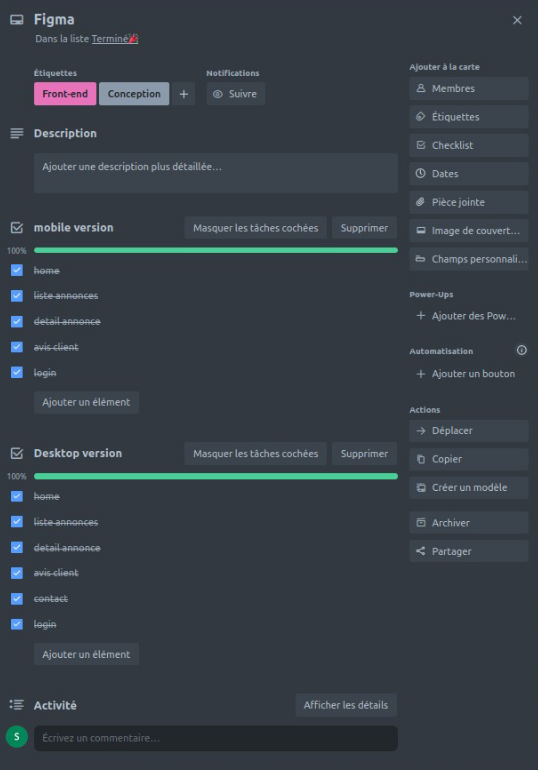 Figma
Dans la liste Terminé🎉
Étiquettes
Notifications
Front-end
Conception
Suivre
Description
Ajouter une description plus détaillée…
mobile version
Masquer les tâches cochées
Supprimer
100%
home
liste annonces
detail annonce
avis client
login
Ajouter un élément
Desktop version
Masquer les tâches cochées
Supprimer
100%
home
liste annonces
detail annonce
avis client
contact
login
Ajouter un élément
Activité
Afficher les détails
S
Écrivez un commentaire…
Ajouter à la carte
Membres
Étiquettes
Checklist
Dates
Pièce jointe
Image de couvert…
Champs personnali…
Power-Ups
Ajouter des Pow…
Automatisation
Ajouter un bouton
Actions
Déplacer
Copier
Créer un modèle
Archiver
Partager